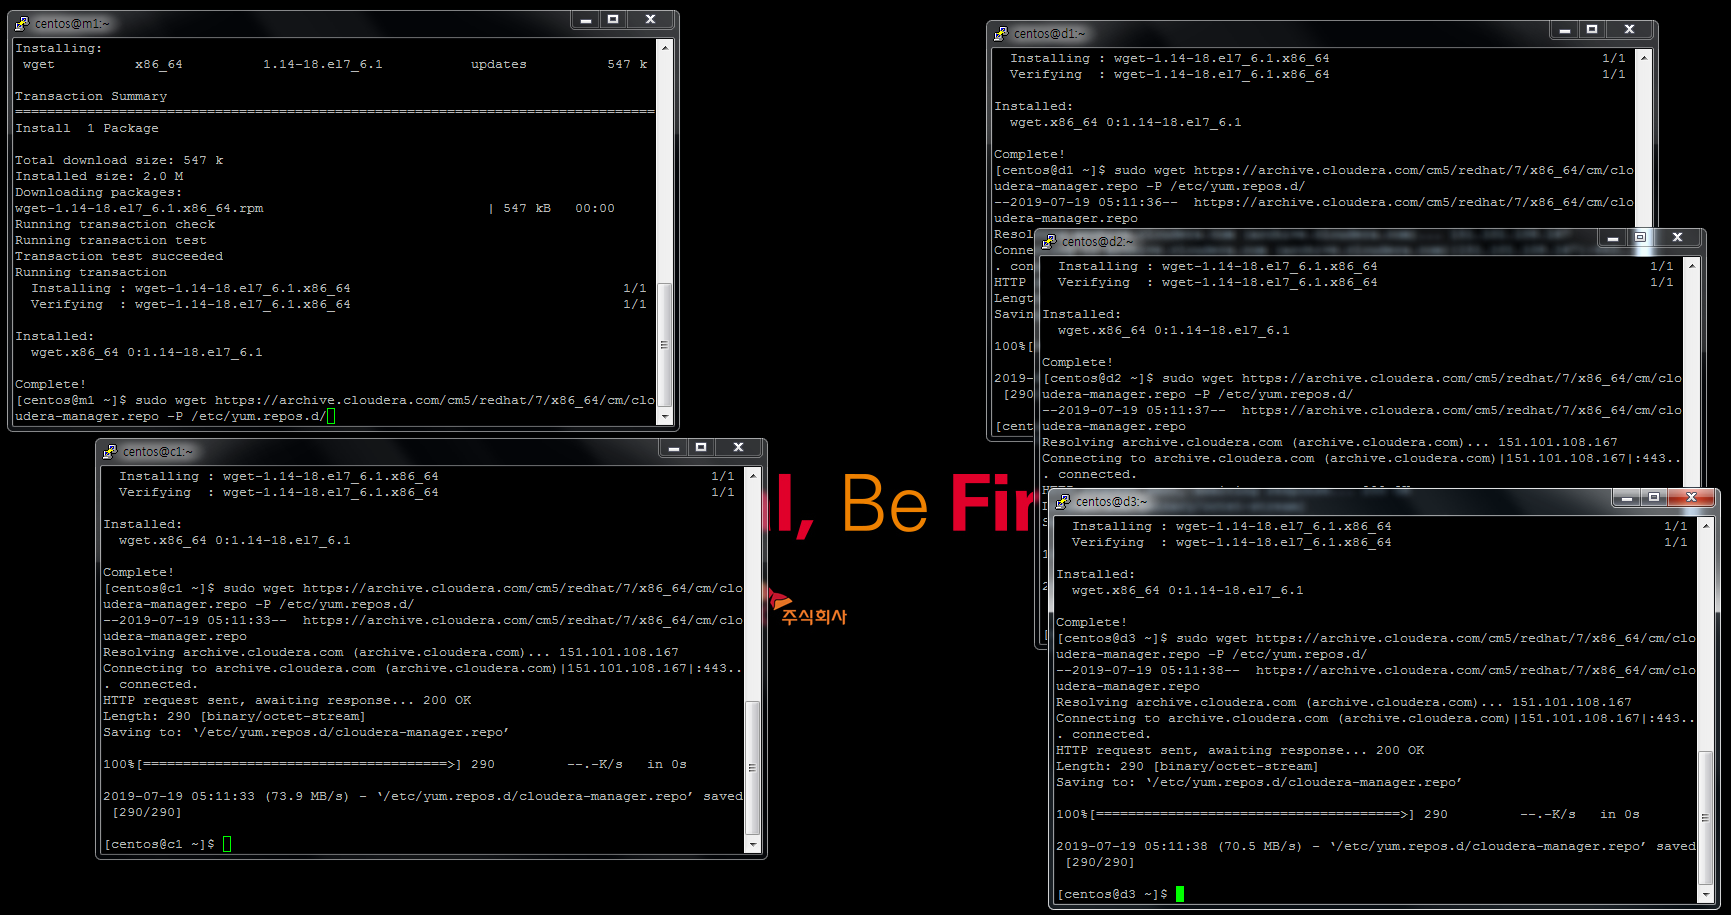 centos@m1:~
Installing:
wget x86_64 1.14-18.el7_6.1 updates 547 k
Transaction Summary
================================================================================
Install  1 Package
Total download size: 547 k
Installed size: 2.0 M
Downloading packages:
wget-1.14-18.el7_6.1.x86_64.rpm | 547 kB 00:00
Running transaction check
Running transaction test
Transaction test succeeded
Running transaction
Installing : wget-1.14-18.el7_6.1.x86_64 1/1
Verifying  : wget-1.14-18.el7_6.1.x86_64 1/1
Installed:
wget.x86_64 0:1.14-18.el7_6.1
Complete!
[centos@m1 ~]$ sudo wget https://archive.cloudera.com/cm5/redhat/7/x86_64/cm/clo
udera-manager.repo -P /etc/yum.repos.d/
centos@c1:~
Installing : wget-1.14-18.el7_6.1.x86_64 1/1
Verifying  : wget-1.14-18.el7_6.1.x86_64 1/1
Installed:
wget.x86_64 0:1.14-18.el7_6.1
Complete!
[centos@c1 ~]$ sudo wget https://archive.cloudera.com/cm5/redhat/7/x86_64/cm/clo
udera-manager.repo -P /etc/yum.repos.d/
--2019-07-19 05:11:33--  https://archive.cloudera.com/cm5/redhat/7/x86_64/cm/clo
udera-manager.repo
Resolving archive.cloudera.com (archive.cloudera.com)... 151.101.108.167
Connecting to archive.cloudera.com (archive.cloudera.com)|151.101.108.167|:443..
. connected.
HTTP request sent, awaiting response... 200 OK
Length: 290 [binary/octet-stream]
Saving to: ‘/etc/yum.repos.d/cloudera-manager.repo’
100%[======================================>] 290 --.-K/s in 0s
2019-07-19 05:11:33 (73.9 MB/s) - ‘/etc/yum.repos.d/cloudera-manager.repo’ saved
[290/290]
[centos@c1 ~]$
l, Be Fir
주식회사
centos@d1:~
Installing : wget-1.14-18.el7_6.1.x86_64 1/1
Verifying  : wget-1.14-18.el7_6.1.x86_64 1/1
Installed:
wget.x86_64 0:1.14-18.el7_6.1
Complete!
[centos@d1 ~]$ sudo wget https://archive.cloudera.com/cm5/redhat/7/x86_64/cm/clo
udera-manager.repo -P /etc/yum.repos.d/
--2019-07-19 05:11:36--  https://archive.cloudera.com/cm5/redhat/7/x86_64/cm/clo
udera-manager.repo
Resol
Conne
. con
HTTP
Lengt
Savin
100%[
2019-
[290
[cent
centos@d2:~
Installing : wget-1.14-18.el7_6.1.x86_64 1/1
Verifying  : wget-1.14-18.el7_6.1.x86_64 1/1
Installed:
wget.x86_64 0:1.14-18.el7_6.1
Complete!
[centos@d2 ~]$ sudo wget https://archive.cloudera.com/cm5/redhat/7/x86_64/cm/clo
udera-manager.repo -P /etc/yum.repos.d/
--2019-07-19 05:11:37--  https://archive.cloudera.com/cm5/redhat/7/x86_64/cm/clo
udera-manager.repo
Resolving archive.cloudera.com (archive.cloudera.com)... 151.101.108.167
Connecting to archive.cloudera.com (archive.cloudera.com)|151.101.108.167|:443..
. connected.
centos@d3:~
Installing : wget-1.14-18.el7_6.1.x86_64 1/1
Verifying  : wget-1.14-18.el7_6.1.x86_64 1/1
Installed:
wget.x86_64 0:1.14-18.el7_6.1
Complete!
[centos@d3 ~]$ sudo wget https://archive.cloudera.com/cm5/redhat/7/x86_64/cm/clo
udera-manager.repo -P /etc/yum.repos.d/
--2019-07-19 05:11:38--  https://archive.cloudera.com/cm5/redhat/7/x86_64/cm/clo
udera-manager.repo
Resolving archive.cloudera.com (archive.cloudera.com)... 151.101.108.167
Connecting to archive.cloudera.com (archive.cloudera.com)|151.101.108.167|:443..
. connected.
HTTP request sent, awaiting response... 200 OK
Length: 290 [binary/octet-stream]
Saving to: ‘/etc/yum.repos.d/cloudera-manager.repo’
100%[======================================>] 290 --.-K/s in 0s
2019-07-19 05:11:38 (70.5 MB/s) - ‘/etc/yum.repos.d/cloudera-manager.repo’ saved
[290/290]
[centos@d3 ~]$